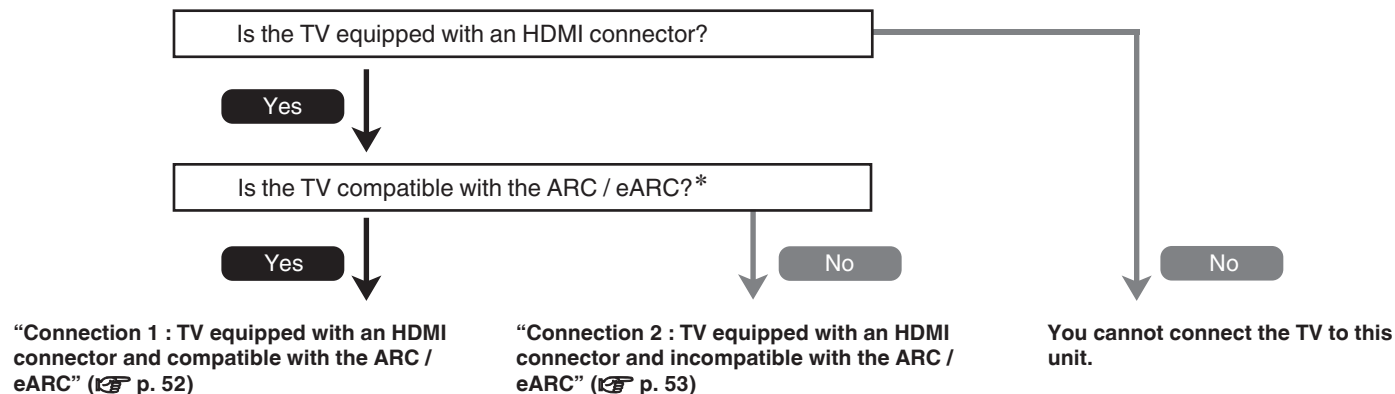 Is the TV equipped with an HDMI connector?
Yes
Is the TV compatible with the ARC / eARC?*
Yes
No
No
“Connection 1 : TV equipped with an HDMI
connector and compatible with the ARC /
eARC” (☞ p. 52)
“Connection 2 : TV equipped with an HDMI
connector and incompatible with the ARC /
eARC” (☞ p. 53)
You cannot connect the TV to this
unit.